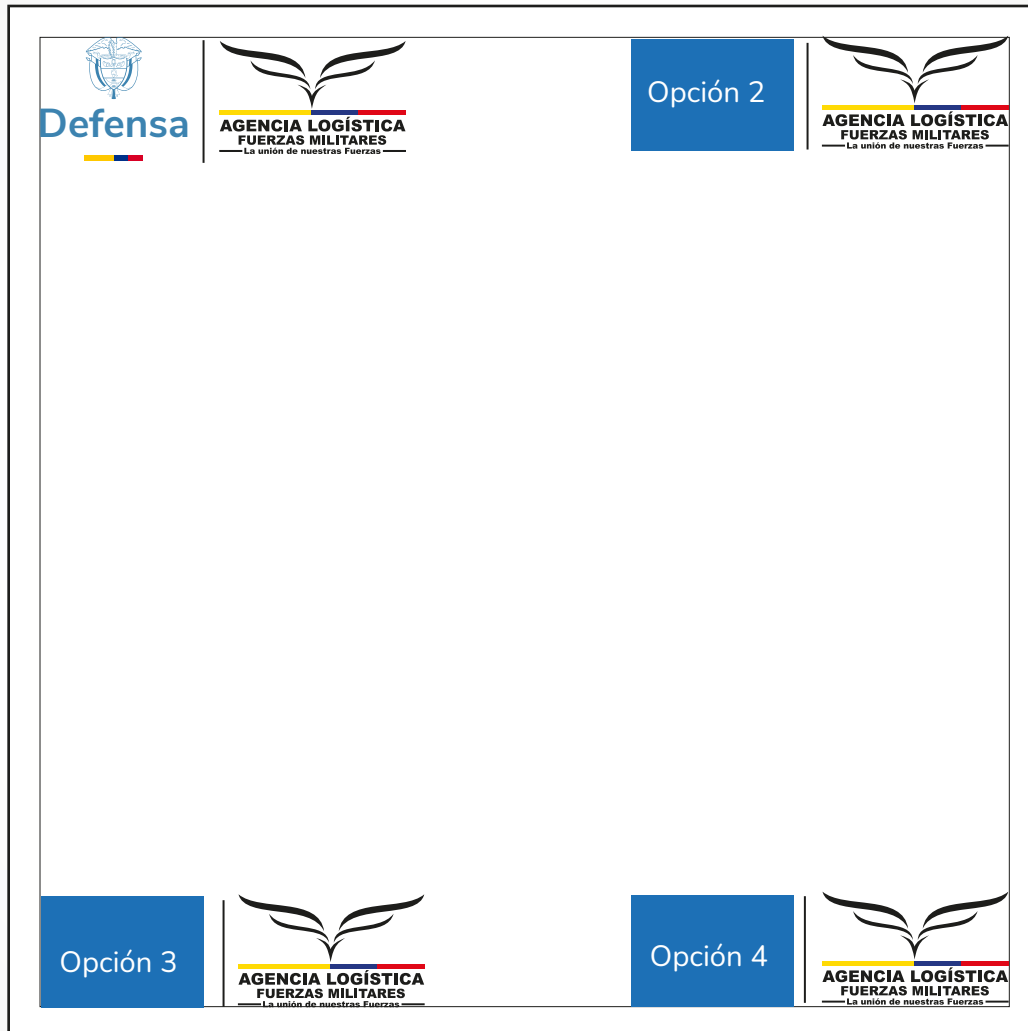 Defensa
AGENCIA LOGÍSTICA
FUERZAS MILITARES
La unión de nuestras Fuerzas
Opción 2
AGENCIA LOGÍSTICA
FUERZAS MILITARES
La unión de nuestras Fuerzas
Opción 3
AGENCIA LOGÍSTICA
FUERZAS MILITARES
La unión de nuestras Fuerzas
Opción 4
AGENCIA LOGÍSTICA
FUERZAS MILITARES
La unión de nuestras Fuerzas